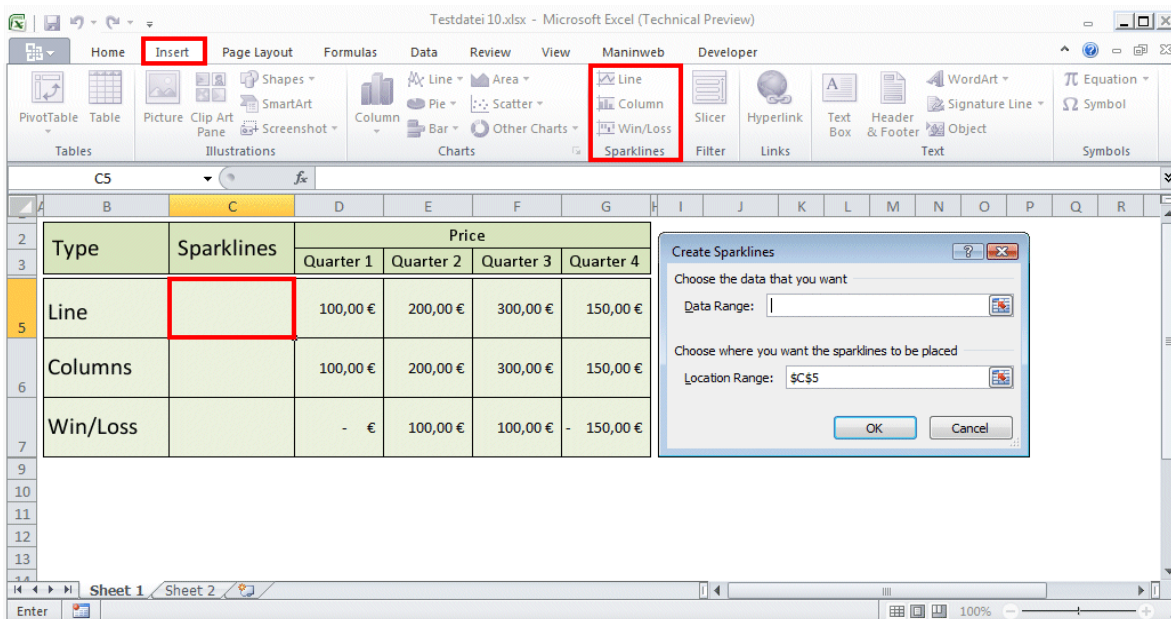 Testdatei 10.xlsx - Microsoft Excel (Technical Preview)
Home Insert Page Layout Formulas Data Review View Maninweb Developer
PivotTable Table Picture Clip Art Pane Shapes SmartArt Screenshot Column Line Pie Bar Area Scatter Other Charts Line Column Win/Loss Slicer Hyperlink Text Box Header & Footer WordArt Signature Line Object Equation Symbol
Tables Illustrations Charts Sparklines Filter Links Text Symbols
C5 fx
A B C D E F G H I J K L M N O P Q R
2 Type Sparklines Price
3 Quarter 1 Quarter 2 Quarter 3 Quarter 4
5 Line 100,00 € 200,00 € 300,00 € 150,00 €
6 Columns 100,00 € 200,00 € 300,00 € 150,00 €
7 Win/Loss - € 100,00 € 100,00 € - 150,00 €
9
10
11
12
13
14
Create Sparklines
Choose the data that you want
Data Range:
Choose where you want the sparklines to be placed
Location Range: $C$5
OK Cancel
Sheet 1 Sheet 2
Enter 100%